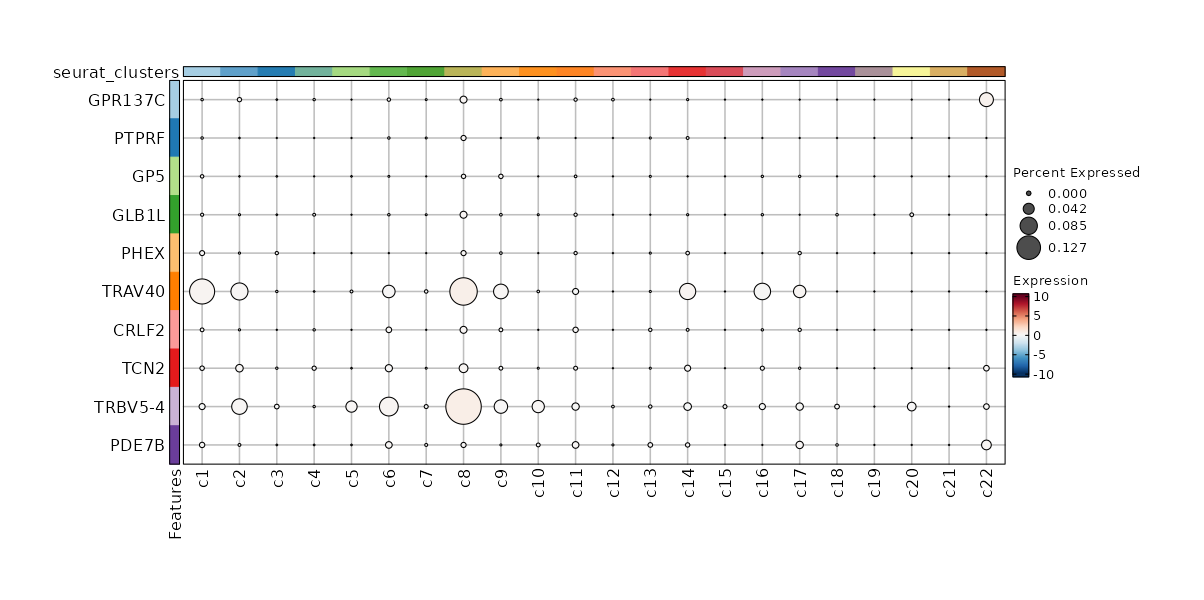 seurat_clusters
GPR137C
PTPRF
GP5
GLB1L
PHEX
TRAV40
CRLF2
TCN2
TRBV5-4
PDE7B
Features
c1
c2
c3
c4
c5
c6
c7
c8
c9
c10
c11
c12
c13
c14
c15
c16
c17
c18
c19
c20
c21
c22
Percent Expressed
0.000
0.042
0.085
0.127
Expression
10
5
0
-5
-10